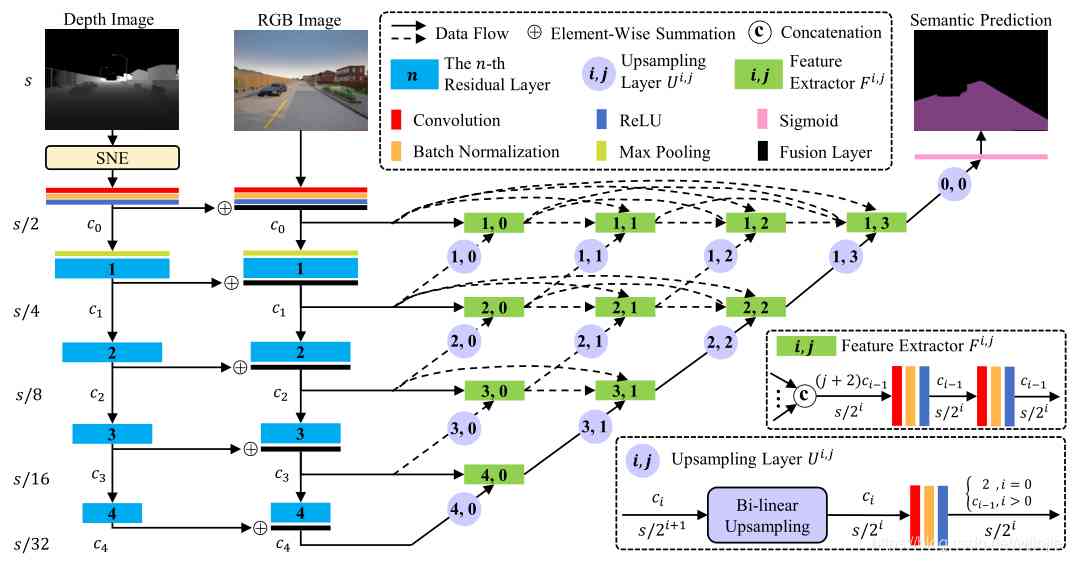 Depth Image
RGB Image
Semantic Prediction
Data Flow
Element-Wise Summation
c Concatenation
n The n-th Residual Layer
i,j Upsampling Layer U^{i,j}
i,j Feature Extractor F^{i,j}
Convolution
ReLU
Sigmoid
Batch Normalization
Max Pooling
Fusion Layer
s
SNE
0, 0
s/2
c_0
c_0
1, 0
1, 1
1, 2
1, 3
1, 0
1, 1
1, 2
1, 3
1
1
s/4
c_1
c_1
2, 0
2, 1
2, 2
2, 0
2, 1
2, 2
2
2
s/8
c_2
c_2
3, 0
3, 1
3, 0
3, 1
3
3
s/16
c_3
c_3
4, 0
4, 0
4
4
s/32
c_4
c_4
i,j Feature Extractor F^{i,j}
c
(j + 2)c_{i-1}
s/2^i
c_{i-1}
s/2^i
c_{i-1}
s/2^i
i,j Upsampling Layer U^{i,j}
c_i
s/2^{i+1}
Bi-linear
Upsampling
c_i
s/2^i
{ 2 , i = 0
c_{i-1}, i > 0
s/2^i